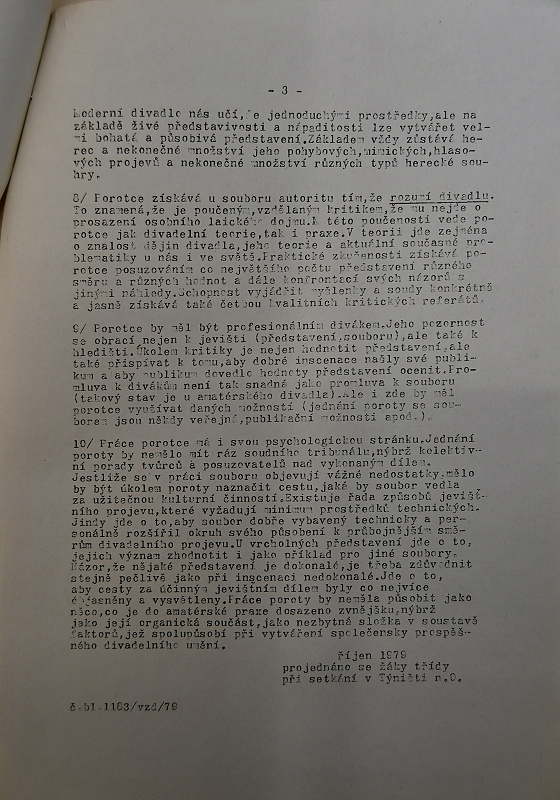 - 3 -
Moderní divadlo nás učí,že jednoduchými prostředky,ale na
základě živé představivosti a nápaditosti lze vytvářet vel-
mi bohatá a působivá představení.Základem vždy zůstává he-
rec a nekonečné množství jeho pohybových,mimických,hlaso-
vých projevů a nekonečné množství různých typů herecké sou-
hry.
8/ Porotce získává u souboru autoritu tím,že rozumí divadlu.
To znamená,že je poučeným,vzdělaným kritikem,že mu nejde o
prosazení osobního laického dojmu.K této poučenosti vede po-
rotce jak divadelní teorie,tak i praxe.V teorii jde zejména
o znalost dějin divadla,jeho teorie a aktuální současné pro-
blematiky u nás i ve světě.Praktické zkušenosti získává po-
rotce posuzováním co největšího počtu představení různého
směru a různých hodnot a dále konfrontací svých názorů s
jinými náhledy.Schopnost vyjádřit myšlenky a soudy konkrétně
a jasně získává také četbou kvalitních kritických referátů.
9/ Porotce by měl být profesionálním divákem.Jeho pozornost
se obrací nejen k jevišti (představení,souboru),ale také k
hledišti.Úkolem kritiky je nejen hodnotit představení,ale
také přispívat k tomu,aby dobré inscenace našly své publi-
kum a aby publikum dovedlo hodnoty představení ocenit.Pro-
mluva k divákům není tak snadná jako promluva k souboru
(takový stav je u amatérského divadla).Ale i zde by měl
porotce využívat daných možností (jednání poroty se sou-
borem jsou někdy veřejná,publikační možnosti apod.).
10/ Práce porotce má i svou psychologickou stránku.Jednání
poroty by nemělo mít ráz soudního tribunálu,nýbrž kolektiv-
ní porady tvůrců a posuzovatelů nad vykonaným dílem.
Jestliže se v práci souboru objevují vážné nedostatky,mělo
by být úkolem poroty naznačit cestu,jaké by soubor vedla
za užitečnou kulturní činností.Existuje řada způsobů jevišt-
ního projevu,které vyžadují minimum prostředků technických.
Jindy jde o to,aby soubor dobře vybavený technicky a per-
sonálně rozšířil okruh svého působení k průbojnějším smě-
rům divadelního projevu.U vrcholných představení jde o to,
jejich význam zhodnotit i jako příklad pro jiné soubory.
Názor,že nějaké představení je dokonalé,je třeba zdůvodnit
stejně pečlivě jako při inscenaci nedokonalé.Jde o to,
aby cesty za účinným jevištním dílem byly co nejvíce
objasněny a vysvětleny.Práce poroty by neměla působit jako
něco,co je do amatérské praxe dosazeno zvnějšku,nýbrž
jako její organická součást,jako nezbytná složka v soustavě
faktorů,jež spolupůsobí při vytváření společensky prospěš-
ného divadelního umění.
říjen 1979
projednáno se žáky třídy
při setkání v Týništi n.O.
č.bl.1183/vzd/79